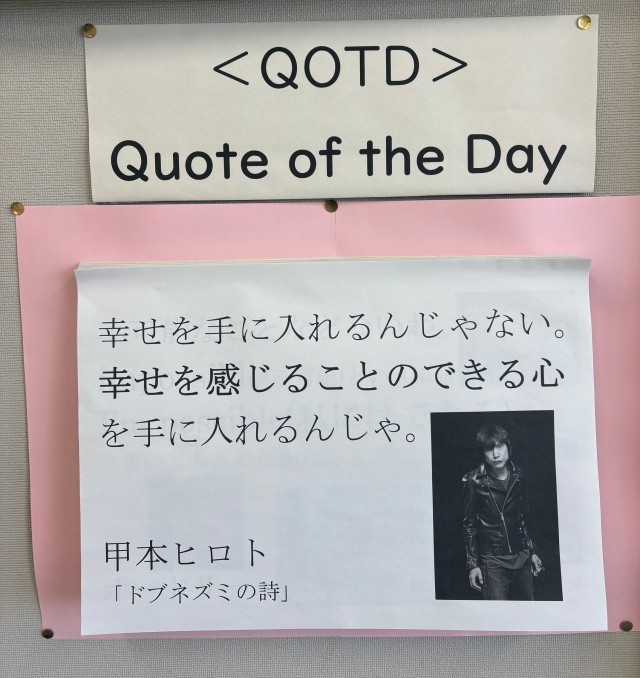 ＜QOTD＞
Quote of the Day
幸せを手に入れるんじゃない。
幸せを感じることのできる心
を手に入れるんじゃ。
甲本ヒロト
「ドブネズミの詩」